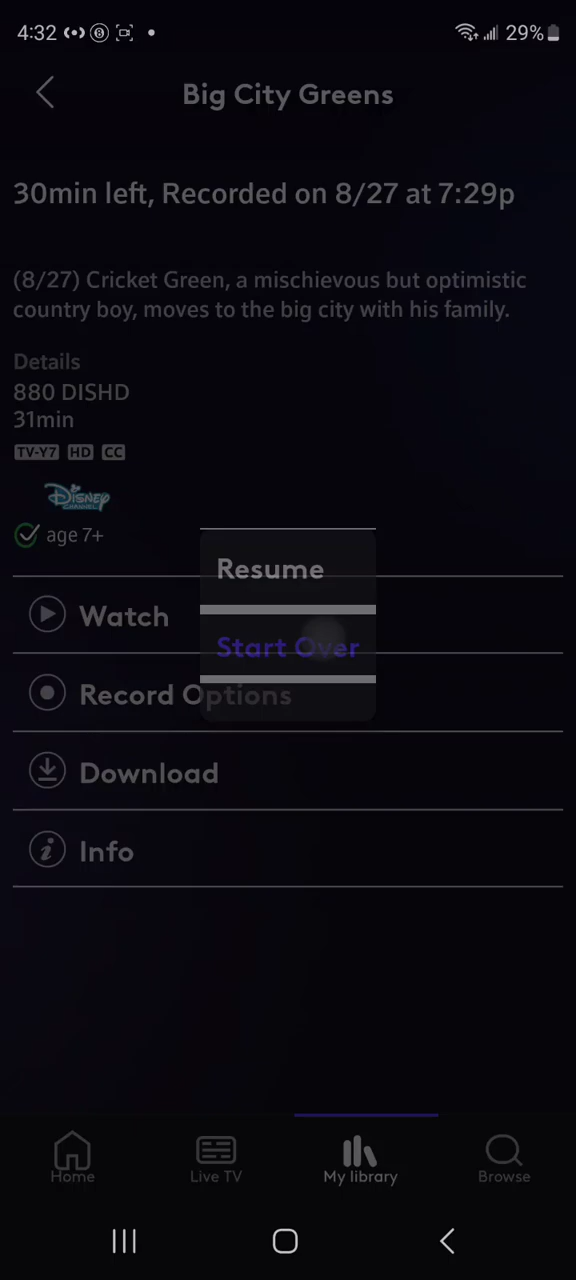 4:32 29%
Big City Greens
30min left, Recorded on 8/27 at 7:29p
(8/27) Cricket Green, a mischievous but optimistic
country boy, moves to the big city with his family.
Details
880 DISHD
31min
TV-Y7 HD CC
Disney
CHANNEL
age 7+
Resume
Watch
Start Over
Record Options
Download
Info
Home Live TV My library Browse